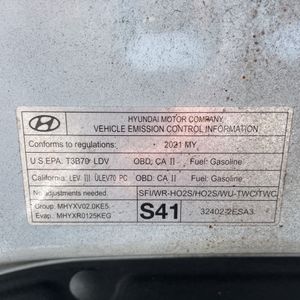 HYUNDAI MOTOR COMPANY
VEHICLE EMISSION CONTROL INFORMATION
Conforms to regulations: • 2021 MY
U.S.EPA: T3B70 LDV OBD: CA II Fuel: Gasoline
California: LEV III ULEV70 PC OBD: CA II Fuel: Gasoline
No adjustments needed. SFI/WR-HO2S/HO2S/WU-TWC/TWC
Group: MHYXV02.0KE5
Evap.: MHYXR0125KEG
S41
32402-2ESA3